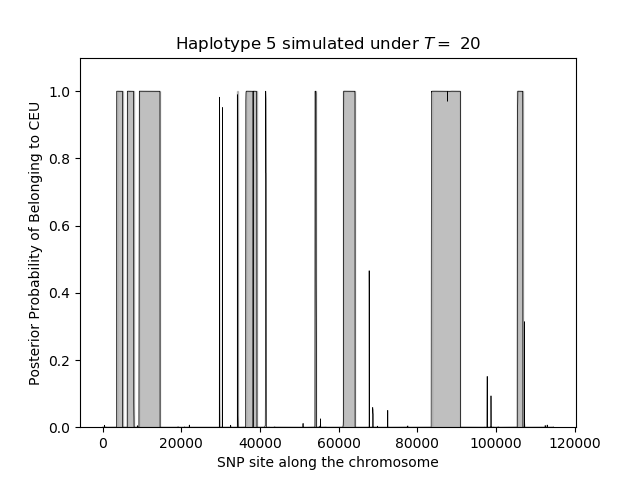 Haplotype 5 simulated under T = 20
Posterior Probability of Belonging to CEU
1.0
0.8
0.6
0.4
0.2
0.0
0 20000 40000 60000 80000 100000 120000
SNP site along the chromosome